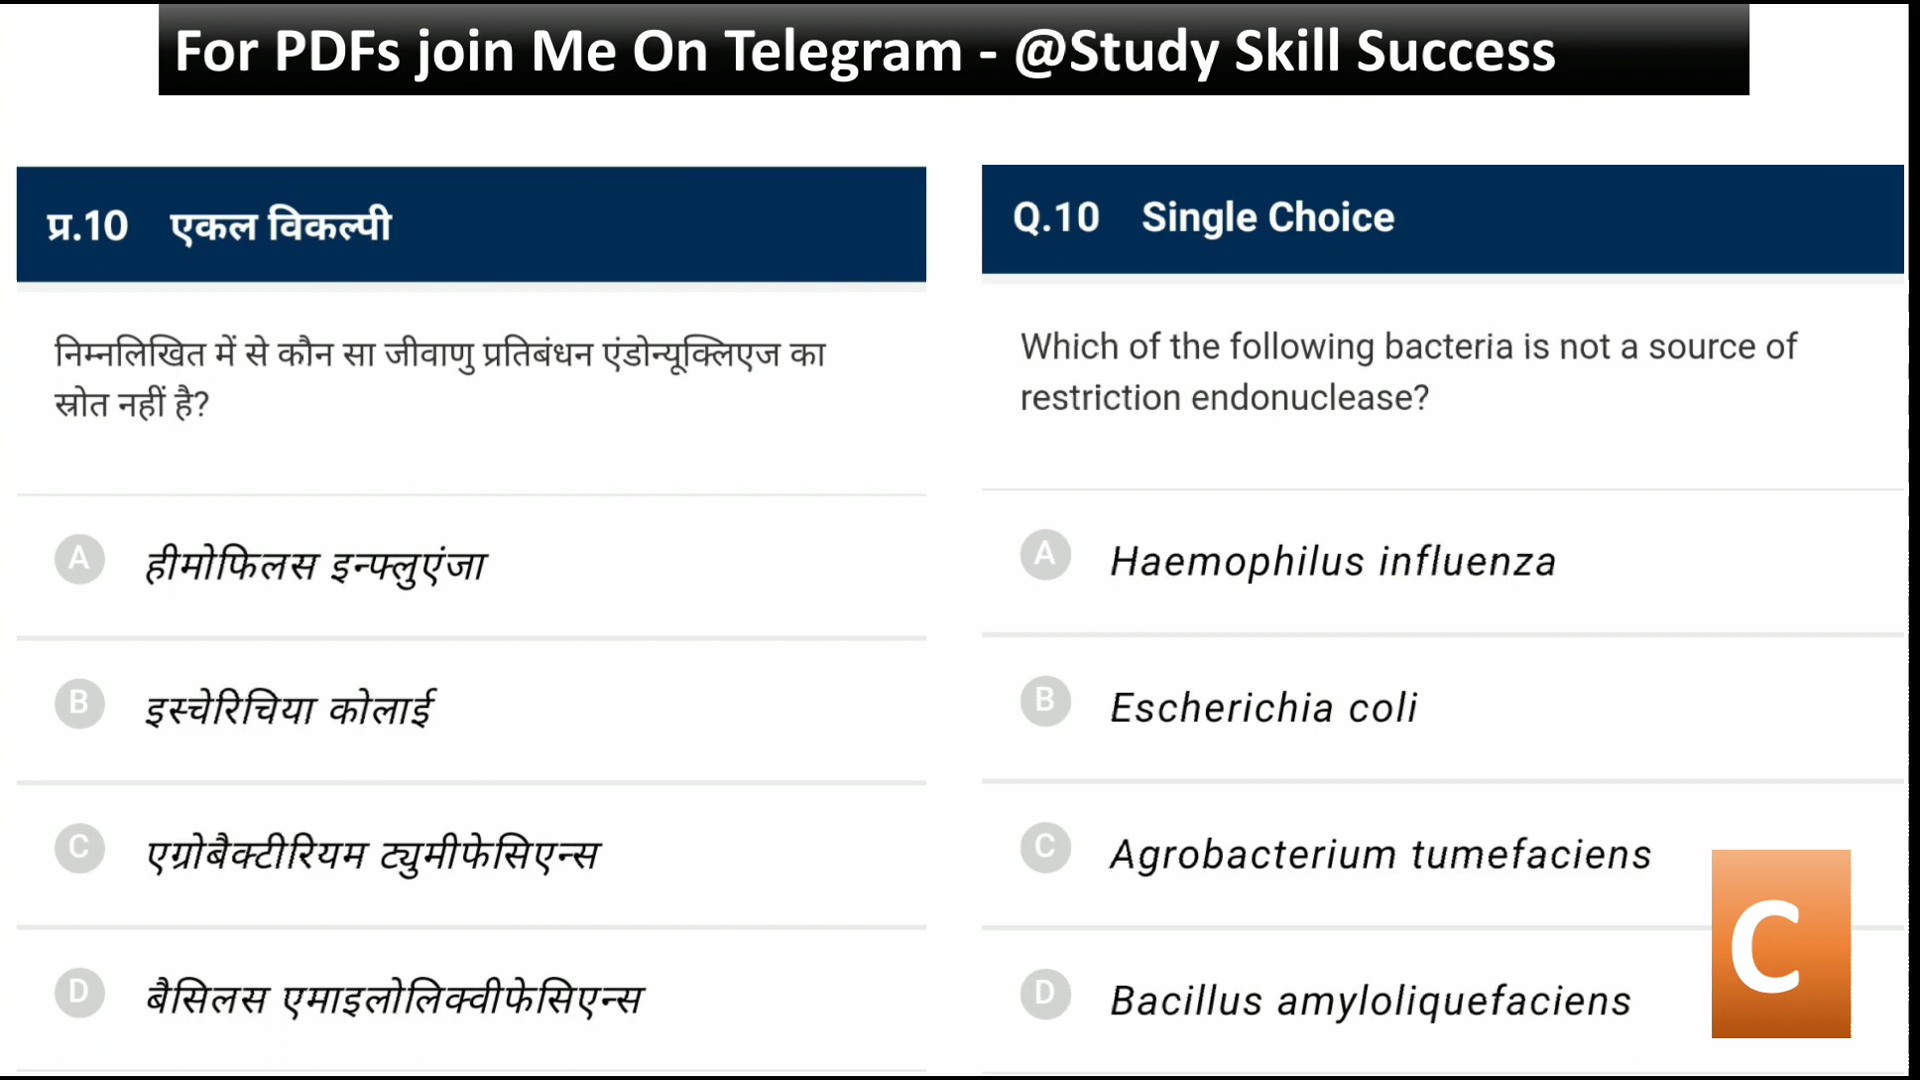 For PDFs join Me On Telegram - @Study Skill Success
प्र.10 एकल विकल्पी
निम्नलिखित में से कौन सा जीवाणु प्रतिबंधन एंडोन्यूक्लिएज का
स्रोत नहीं है?
A हीमोफिलस इन्फ्लुएंजा
B इस्चेरिचिया कोलाई
C एग्रोबैक्टीरियम ट्युमीफेसिएन्स
D बैसिलस एमाइलोलिक्वीफेसिएन्स
Q.10 Single Choice
Which of the following bacteria is not a source of
restriction endonuclease?
A Haemophilus influenza
B Escherichia coli
C Agrobacterium tumefaciens
D Bacillus amyloliquefaciens
C